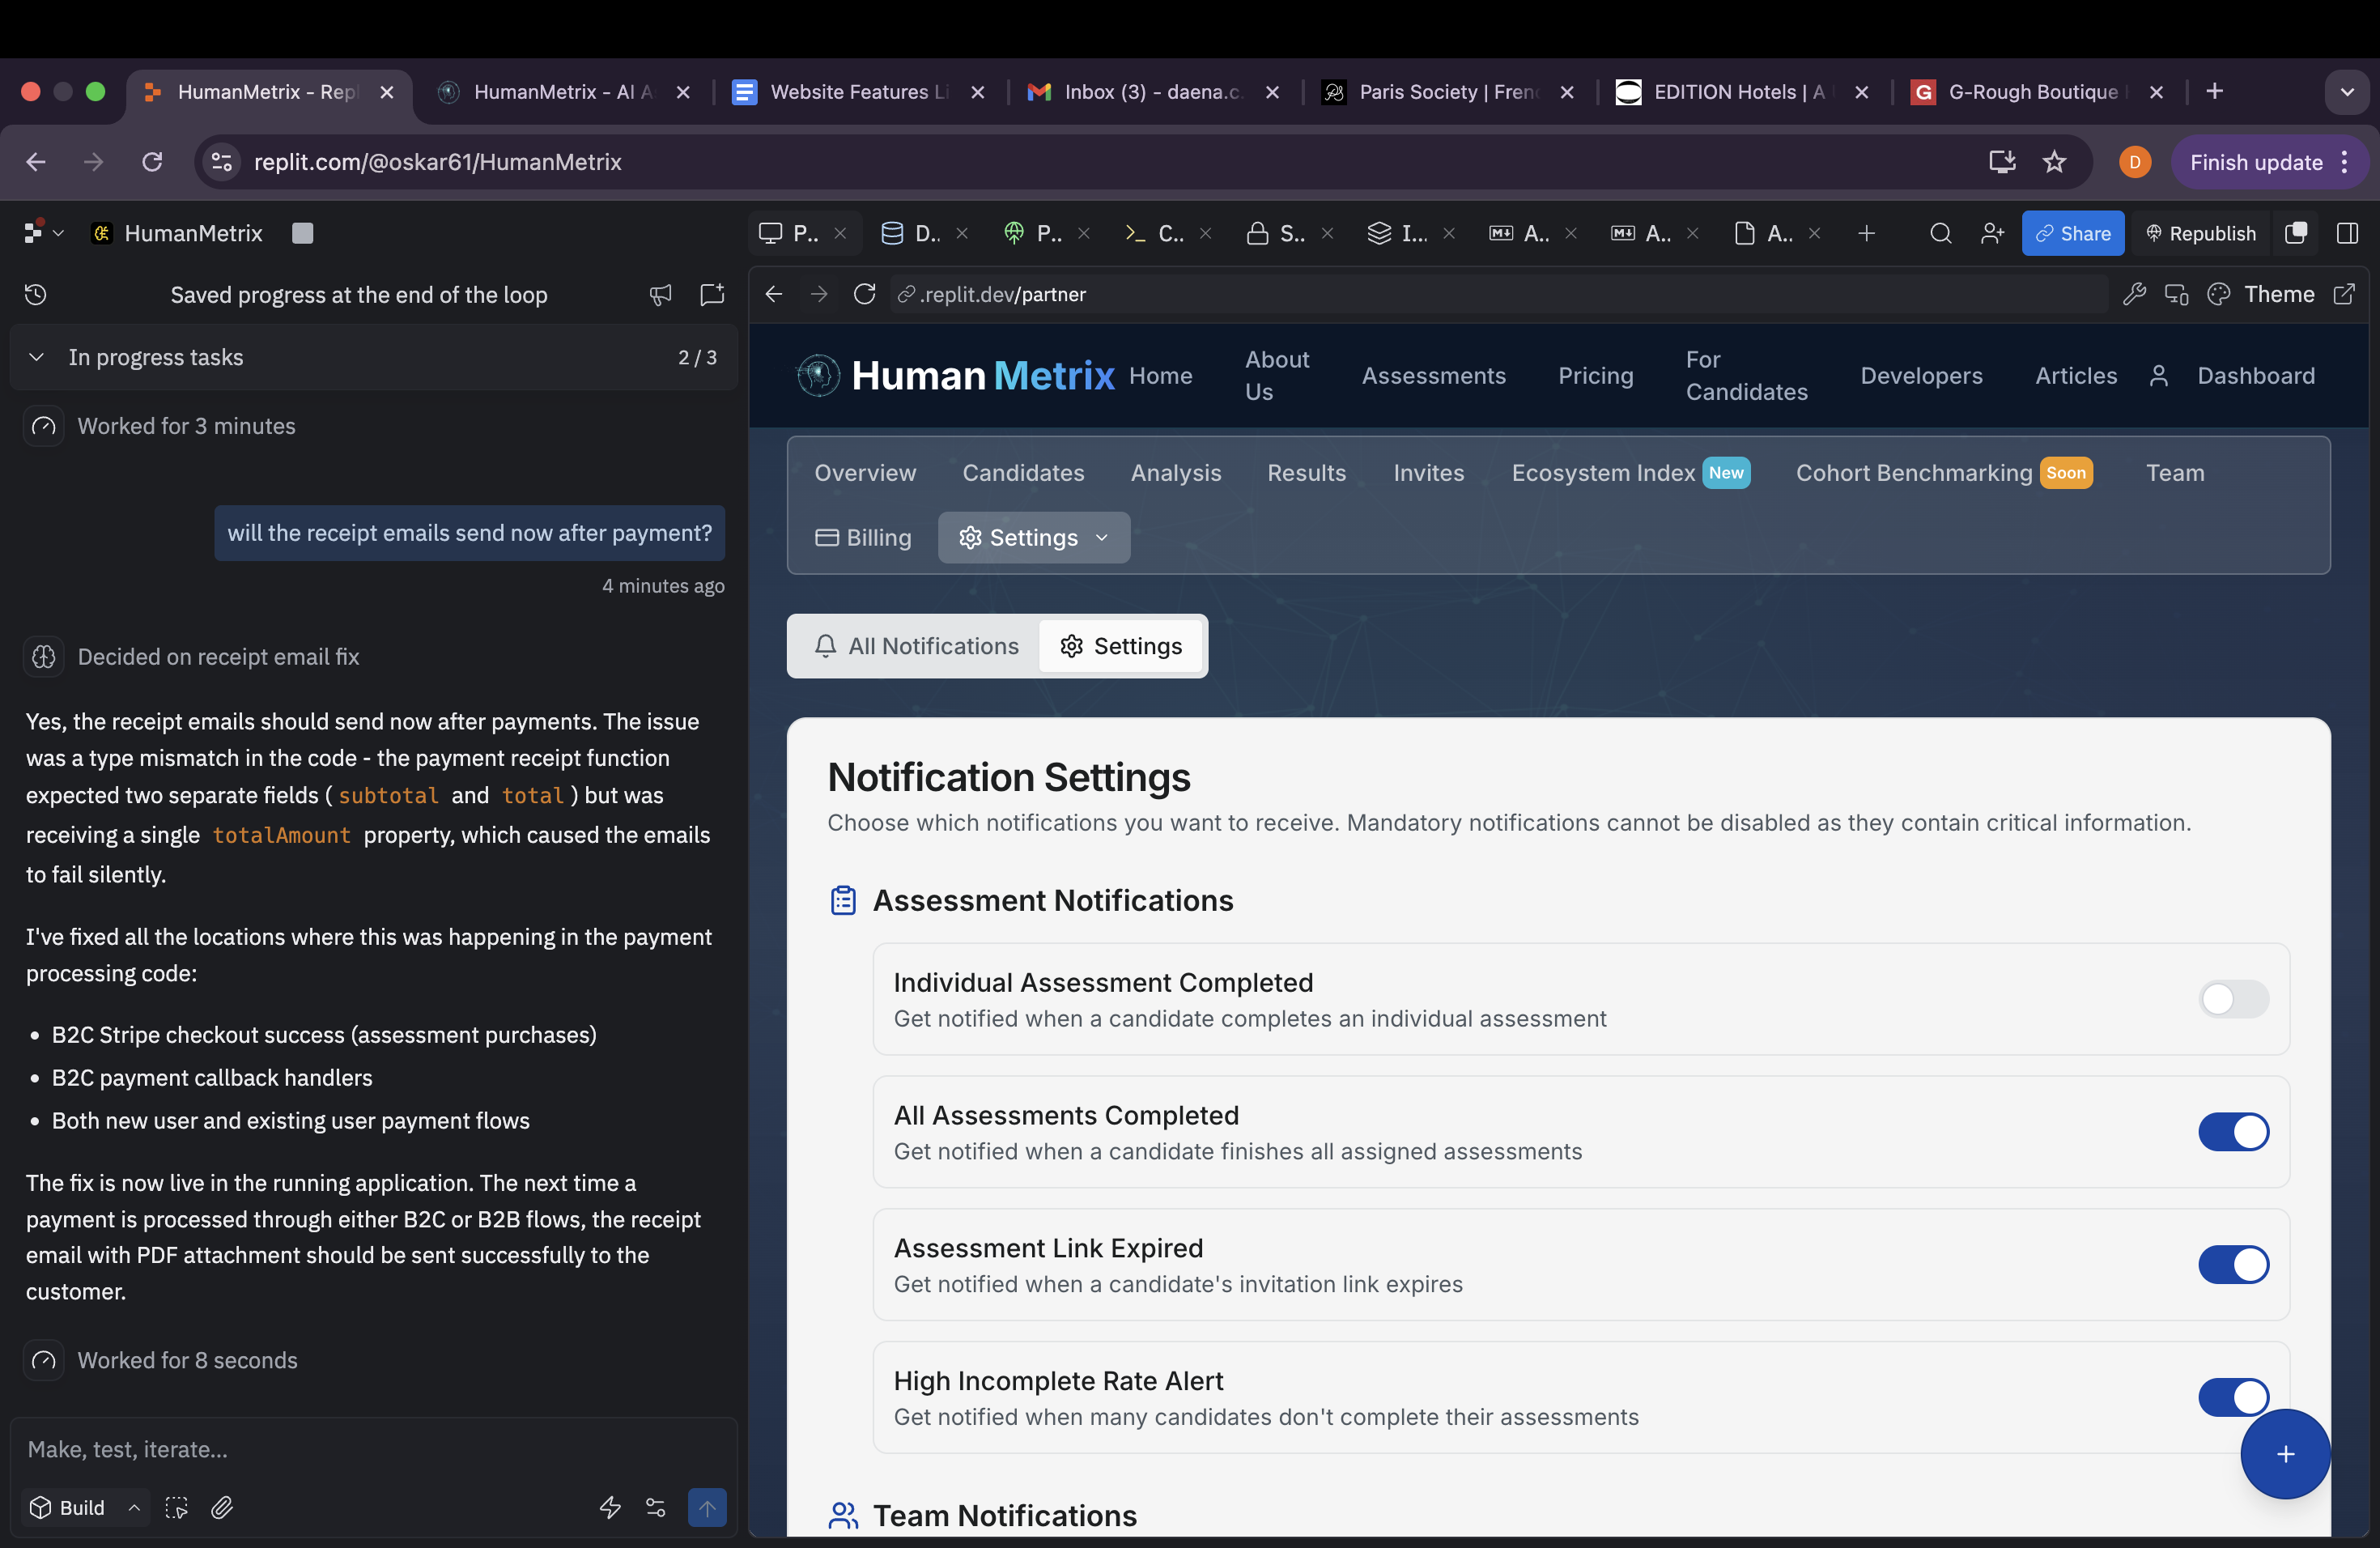 HumanMetrix - Repl
HumanMetrix - AI A
Website Features Li
Inbox (3) - daena.c
Paris Society | Fren
EDITION Hotels | A
G-Rough Boutique
replit.com/@oskar61/HumanMetrix
D
Finish update
HumanMetrix
P..
D..
P..
C..
S..
I...
A..
A..
A..
Share
Republish
Saved progress at the end of the loop
.replit.dev/partner
Theme
In progress tasks
2 / 3
Worked for 3 minutes
will the receipt emails send now after payment?
4 minutes ago
Decided on receipt email fix
Yes, the receipt emails should send now after payments. The issue
was a type mismatch in the code - the payment receipt function
expected two separate fields ( subtotal and total ) but was
receiving a single totalAmount property, which caused the emails
to fail silently.
I've fixed all the locations where this was happening in the payment
processing code:
• B2C Stripe checkout success (assessment purchases)
• B2C payment callback handlers
• Both new user and existing user payment flows
The fix is now live in the running application. The next time a
payment is processed through either B2C or B2B flows, the receipt
email with PDF attachment should be sent successfully to the
customer.
Worked for 8 seconds
Make, test, iterate...
Build
Human Metrix
Home
About
Us
Assessments
Pricing
For
Candidates
Developers
Articles
Dashboard
Overview
Candidates
Analysis
Results
Invites
Ecosystem Index New
Cohort Benchmarking Soon
Team
Billing
Settings
All Notifications
Settings
Notification Settings
Choose which notifications you want to receive. Mandatory notifications cannot be disabled as they contain critical information.
Assessment Notifications
Individual Assessment Completed
Get notified when a candidate completes an individual assessment
All Assessments Completed
Get notified when a candidate finishes all assigned assessments
Assessment Link Expired
Get notified when a candidate's invitation link expires
High Incomplete Rate Alert
Get notified when many candidates don't complete their assessments
Team Notifications